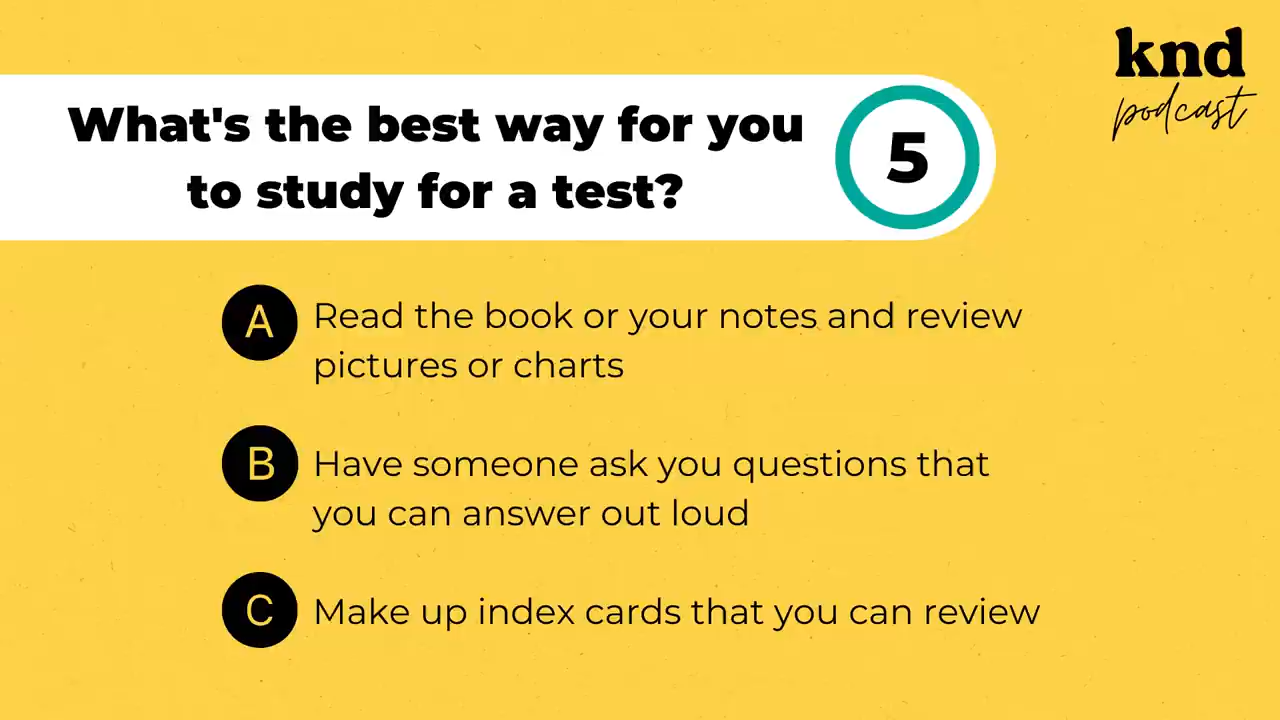 knd
podcast
What's the best way for you
to study for a test?
5
A
Read the book or your notes and review
pictures or charts
B
Have someone ask you questions that
you can answer out loud
C
Make up index cards that you can review